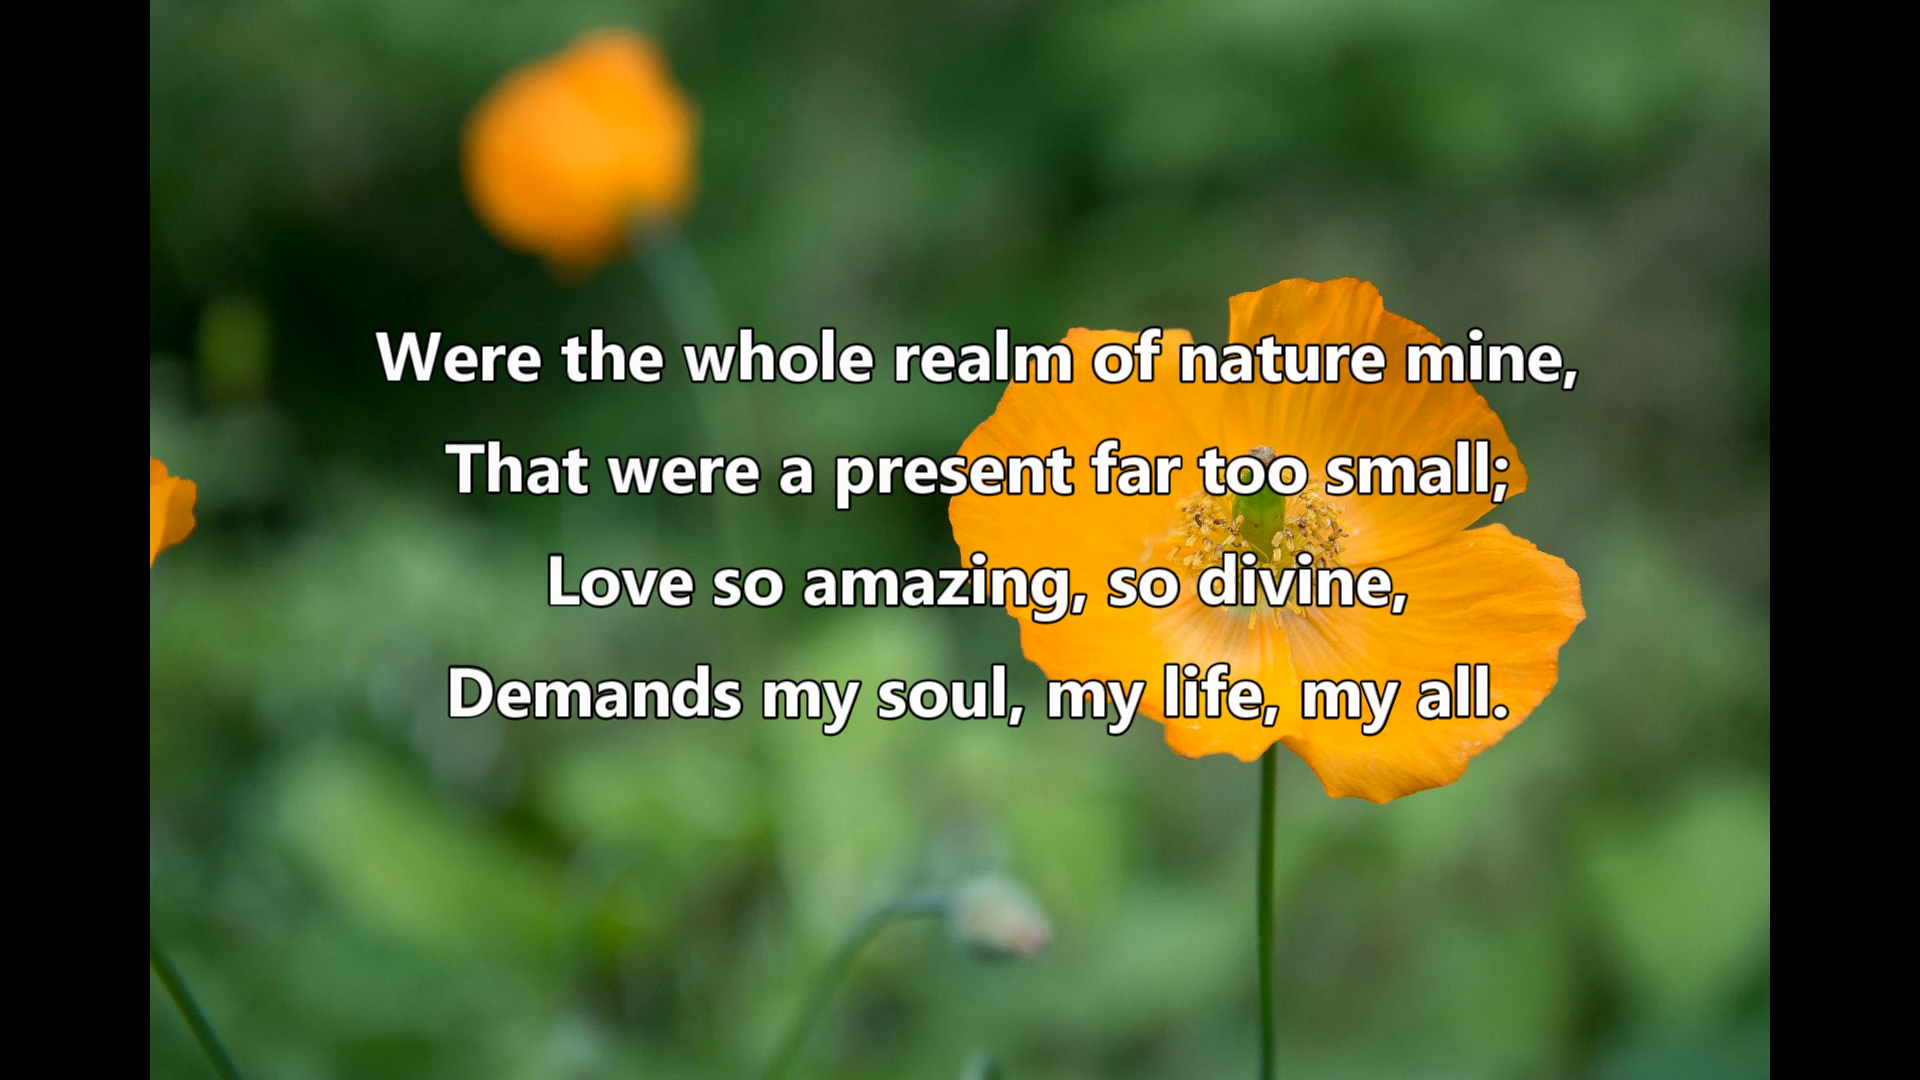 Were the whole realm of nature mine,
That were a present far too small;
Love so amazing, so divine,
Demands my soul, my life, my all.